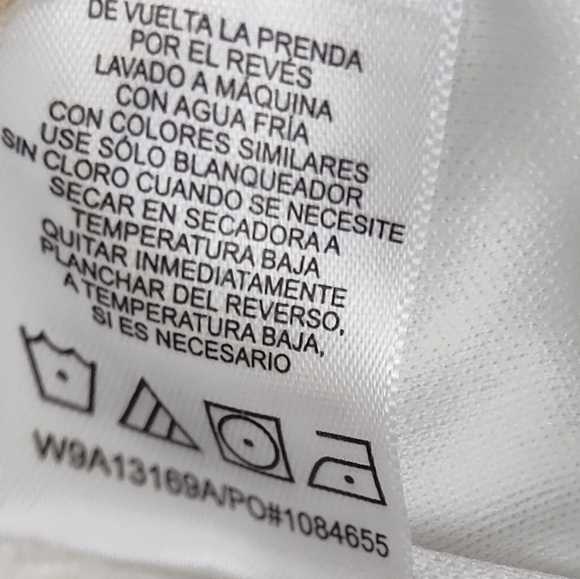 DE VUELTA LA PRENDA
POR EL REVÉS
LAVADO A MÁQUINA
CON AGUA FRÍA
CON COLORES SIMILARES
USE SÓLO BLANQUEADOR
SIN CLORO CUANDO SE NECESITE
SECAR EN SECADORA A
TEMPERATURA BAJA
QUITAR INMEDIATAMENTE
PLANCHAR DEL REVERSO,
A TEMPERATURA BAJA,
SI ES NECESARIO
W9A13169A/PO#1084655